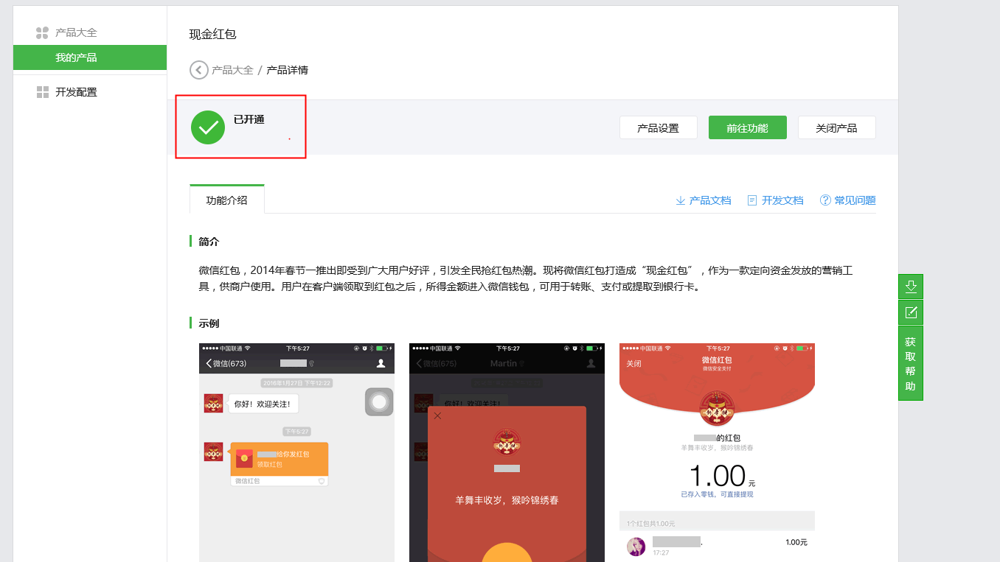 产品大全
我的产品
开发配置
现金红包
产品大全 / 产品详情
已开通
产品设置
前往功能
关闭产品
功能介绍
产品文档
开发文档
常见问题
简介
微信红包，2014年春节一推出即受到广大用户好评，引发全民抢红包热潮。现将微信红包打造成“现金红包”，作为一款定向资金发放的营销工
具，供商户使用。用户在客户端领取到红包之后，所得金额进入微信钱包，可用于转账、支付或提取到银行卡。
示例
中国联通 下午5:27
微信(673)
2016年1月27日 下午12:22
你好！欢迎关注！
下午5:27
给你发红包
领取红包
微信红包
中国联通 下午5:27
微信(675) Martin
你好！欢迎关注！
羊舞丰收岁，猴吟锦绣春
中国联通 下午5:27
关闭
微信红包
微信安全支付
的红包
羊舞丰收岁，猴吟锦绣春
1.00元
已存入零钱，可直接提现
1个红包共1.00元
1.00元
17:27
获
取
帮
助